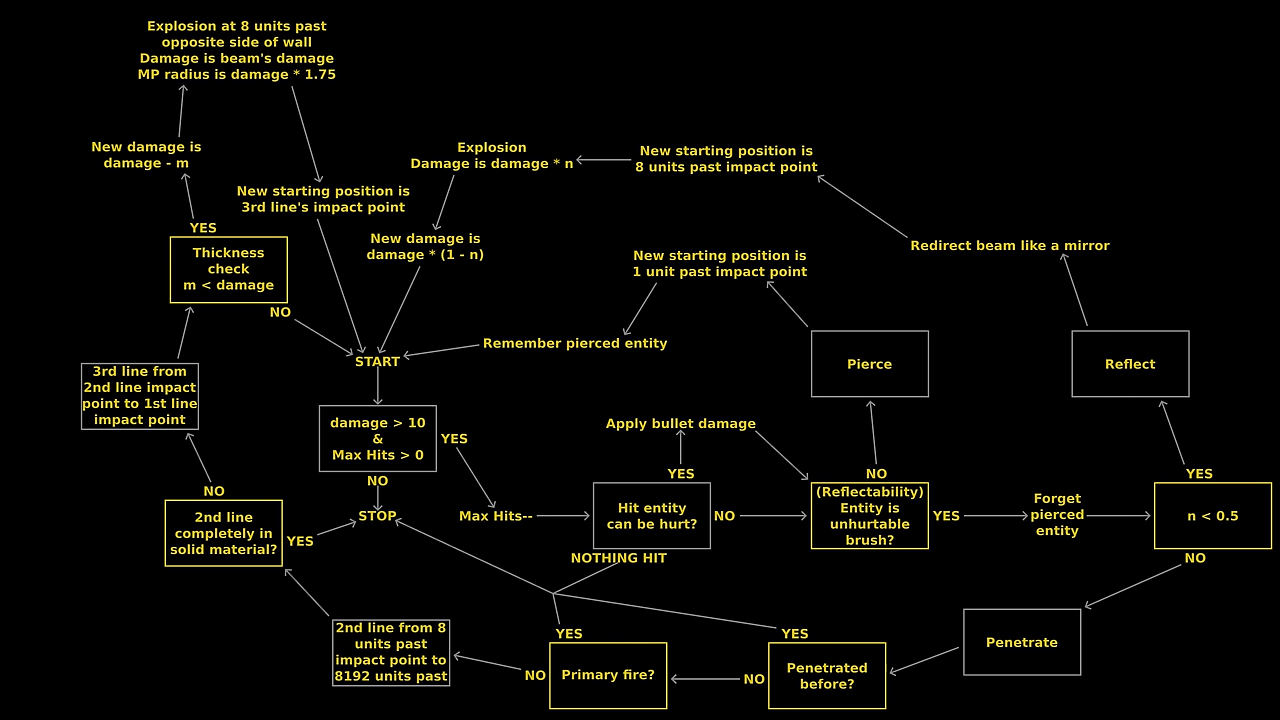 Explosion at 8 units past
opposite side of wall
Damage is beam's damage
MP radius is damage * 1.75
New damage is
damage - m
Explosion
Damage is damage * n
New starting position is
8 units past impact point
New starting position is
3rd line's impact point
YES
Thickness
check
m < damage
NO
New damage is
damage * (1 - n)
New starting position is
1 unit past impact point
Redirect beam like a mirror
Remember pierced entity
START
Pierce
Reflect
3rd line from
2nd line impact
point to 1st line
impact point
damage > 10
&
Max Hits > 0
YES
NO
STOP
Apply bullet damage
YES
Max Hits--
Hit entity
can be hurt?
NO
NOTHING HIT
NO
(Reflectability)
Entity is
unhurtable
brush?
YES
Forget
pierced
entity
YES
n < 0.5
NO
NO
2nd line
completely in
solid material?
YES
2nd line from 8
units past
impact point to
8192 units past
YES
NO
Primary fire?
YES
NO
Penetrated
before?
Penetrate